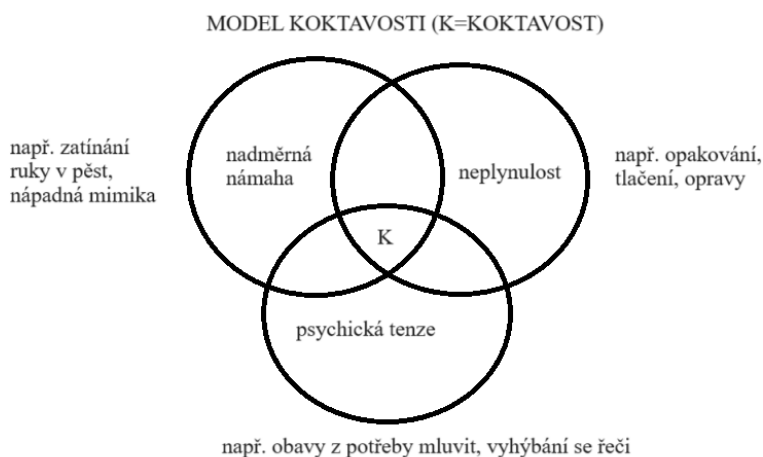 MODEL KOKTAVOSTI (K=KOKTAVOST)
např. zatínání
ruky v pěst,
nápadná mimika
nadměrná
námaha
neplynulost
např. opakování,
tlačení, opravy
K
psychická tenze
např. obavy z potřeby mluvit, vyhýbání se řeči